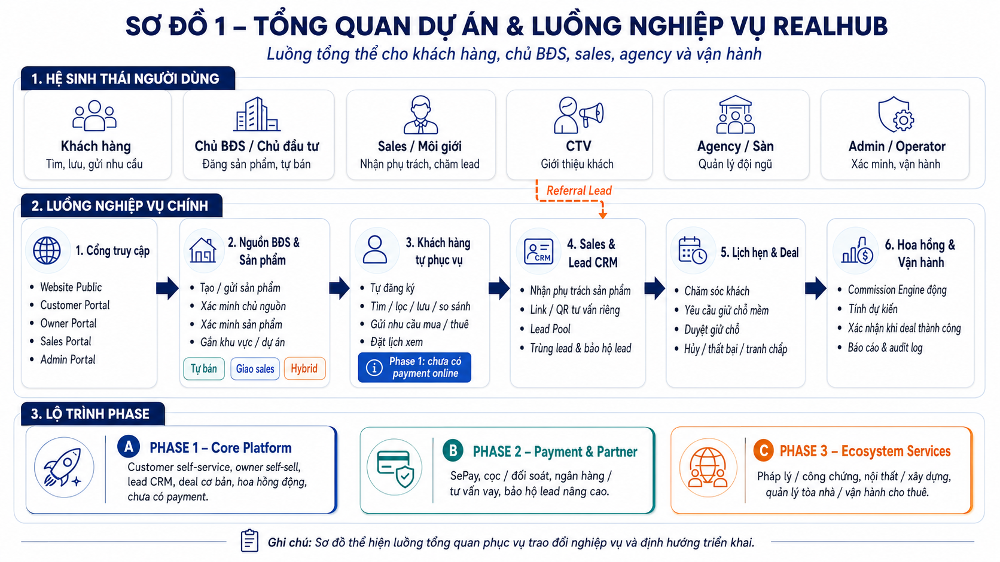 SƠ ĐỒ 1 – TỔNG QUAN DỰ ÁN & LUỒNG NGHIỆP VỤ REALHUB
Luồng tổng thể cho khách hàng, chủ BĐS, sales, agency và vận hành
1. HỆ SINH THÁI NGƯỜI DÙNG
Khách hàng
Tìm, lưu, gửi nhu cầu
Chủ BĐS / Chủ đầu tư
Đăng sản phẩm, tự bán
Sales / Môi giới
Nhận phụ trách, chăm lead
CTV
Giới thiệu khách
Agency / Sàn
Quản lý đội ngũ
Admin / Operator
Xác minh, vận hành
Referral Lead
2. LUỒNG NGHIỆP VỤ CHÍNH
1. Cổng truy cập
• Website Public
• Customer Portal
• Owner Portal
• Sales Portal
• Admin Portal
2. Nguồn BĐS &
Sản phẩm
• Tạo / gửi sản phẩm
• Xác minh chủ nguồn
• Xác minh sản phẩm
• Gắn khu vực / dự án
Tự bán
Giao sales
Hybrid
3. Khách hàng
tự phục vụ
• Tự đăng ký
• Tìm / lọc / lưu / so sánh
• Gửi nhu cầu mua / thuê
• Đặt lịch xem
Phase 1: chưa có
payment online
CRM
4. Sales &
Lead CRM
• Nhận phụ trách sản phẩm
• Link / QR tư vấn riêng
• Lead Pool
• Trùng lead & bảo hộ lead
5. Lịch hẹn & Deal
• Chăm sóc khách
• Yêu cầu giữ chỗ mềm
• Duyệt giữ chỗ
• Hủy / thất bại / tranh chấp
$
6. Hoa hồng &
Vận hành
• Commission Engine động
• Tính dự kiến
• Xác nhận khi deal thành công
• Báo cáo & audit log
3. LỘ TRÌNH PHASE
A PHASE 1 – Core Platform
Customer self-service, owner self-sell,
lead CRM, deal cơ bản, hoa hồng động,
chưa có payment.
B PHASE 2 – Payment & Partner
SePay, cọc / đối soát, ngân hàng /
tư vấn vay, bảo hộ lead nâng cao.
C PHASE 3 – Ecosystem Services
Pháp lý / công chứng, nội thất / xây dựng,
quản lý tòa nhà / vận hành cho thuê.
Ghi chú: Sơ đồ thể hiện luồng tổng quan phục vụ trao đổi nghiệp vụ và định hướng triển khai.